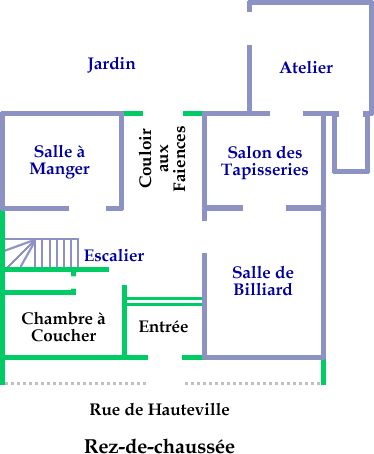 Jardin
Atelier
Salle à
Manger
Couloir
aux
Faiences
Salon des
Tapisseries
Escalier
Salle de
Billiard
Chambre à
Coucher
Entrée
Rue de Hauteville
Rez-de-chaussée